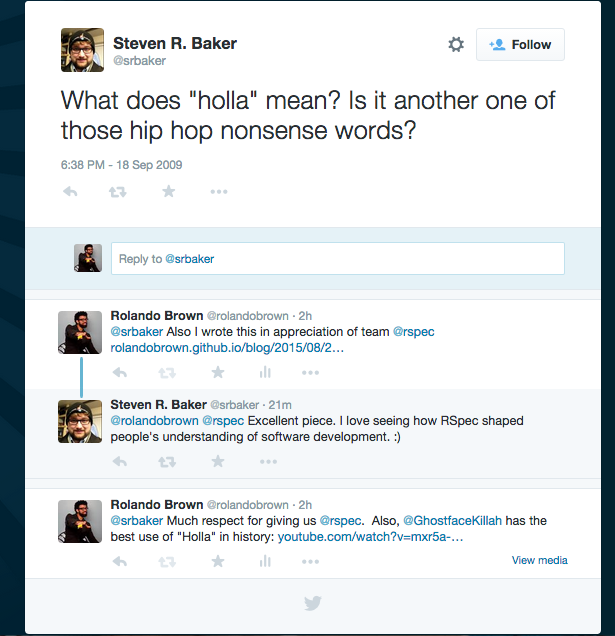 Steven R. Baker
@srbaker
Follow
What does "holla" mean? Is it another one of
those hip hop nonsense words?
6:38 PM - 18 Sep 2009
Reply to @srbaker
Rolando Brown @rolandobrown · 2h
@srbaker Also I wrote this in appreciation of team @rspec
rolandobrown.github.io/blog/2015/08/2…
Steven R. Baker @srbaker · 21m
@rolandobrown @rspec Excellent piece. I love seeing how RSpec shaped
people's understanding of software development. :)
Rolando Brown @rolandobrown · 2h
@srbaker Much respect for giving us @rspec. Also, @GhostfaceKillah has the
best use of "Holla" in history: youtube.com/watch?v=mxr5a-…
View media